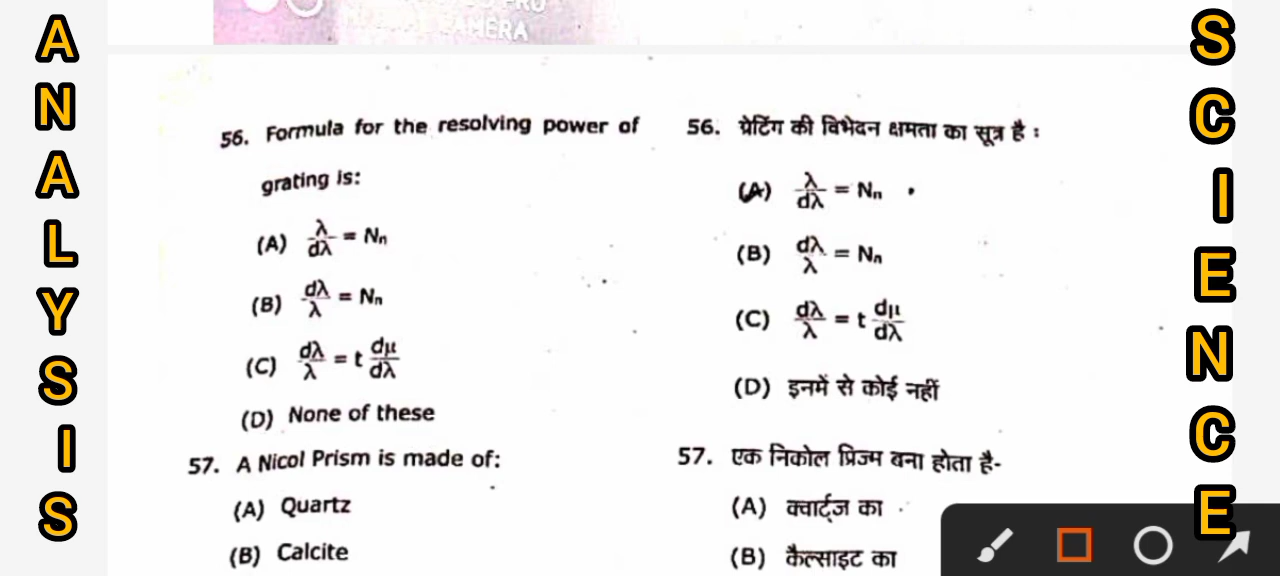 PRO
CAMERA
ANALYSIS
56. Formula for the resolving power of
grating is:
(A) λ/dλ = Nₙ
(B) dλ/λ = Nₙ
(C) dλ/λ = t dμ/dλ
(D) None of these
57. A Nicol Prism is made of:
(A) Quartz
(B) Calcite
56. ग्रेटिंग की विभेदन क्षमता का सूत्र है :
(A) λ/dλ = Nₙ
(B) dλ/λ = Nₙ
(C) dλ/λ = t dμ/dλ
(D) इनमें से कोई नहीं
57. एक निकोल प्रिज्म बना होता है-
(A) क्वार्ट्ज का
(B) कैल्साइट का
SCIENCE